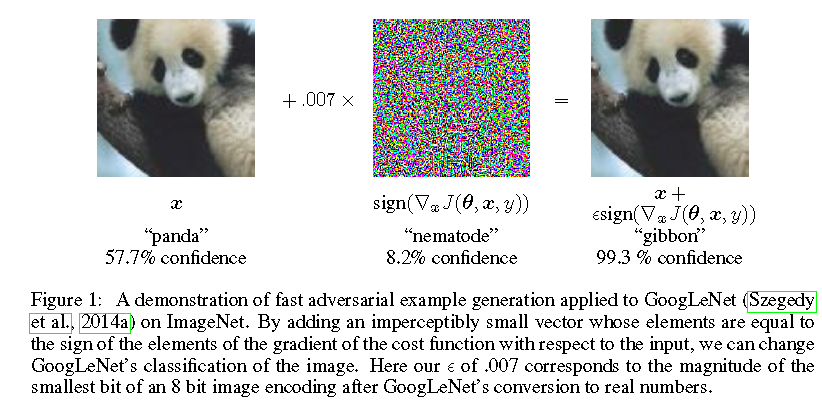 + .007 ×
=
x
sign(∇ₓJ(θ, x, y))
x +
ϵsign(∇ₓJ(θ, x, y))
“panda”
“nematode”
“gibbon”
57.7% confidence
8.2% confidence
99.3 % confidence
Figure 1: A demonstration of fast adversarial example generation applied to GoogLeNet (Szegedy
et al., 2014a) on ImageNet. By adding an imperceptibly small vector whose elements are equal to
the sign of the elements of the gradient of the cost function with respect to the input, we can change
GoogLeNet’s classification of the image. Here our ϵ of .007 corresponds to the magnitude of the
smallest bit of an 8 bit image encoding after GoogLeNet’s conversion to real numbers.